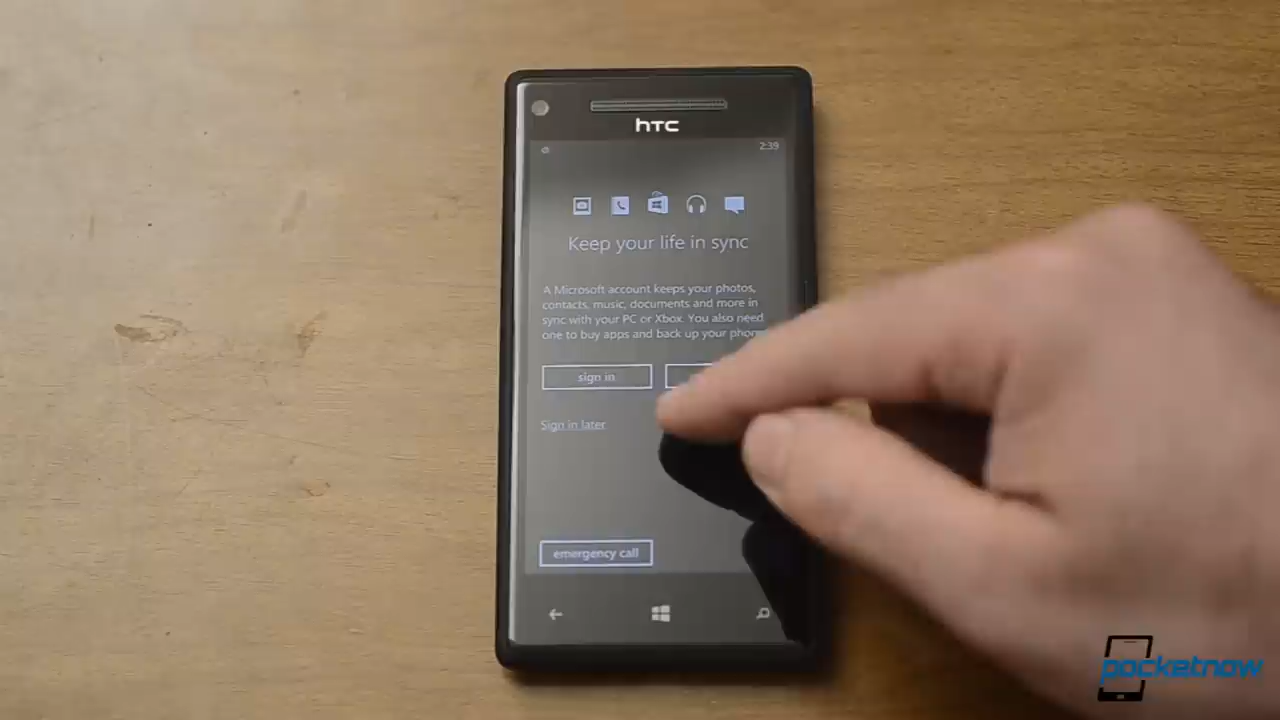 hTC
2:39
Keep your life in sync
A Microsoft account keeps your photos,
contacts, music, documents and more in
sync with your PC or Xbox. You also need
one to buy apps and back up your phone
sign in
Sign in later
emergency call
pocketnow